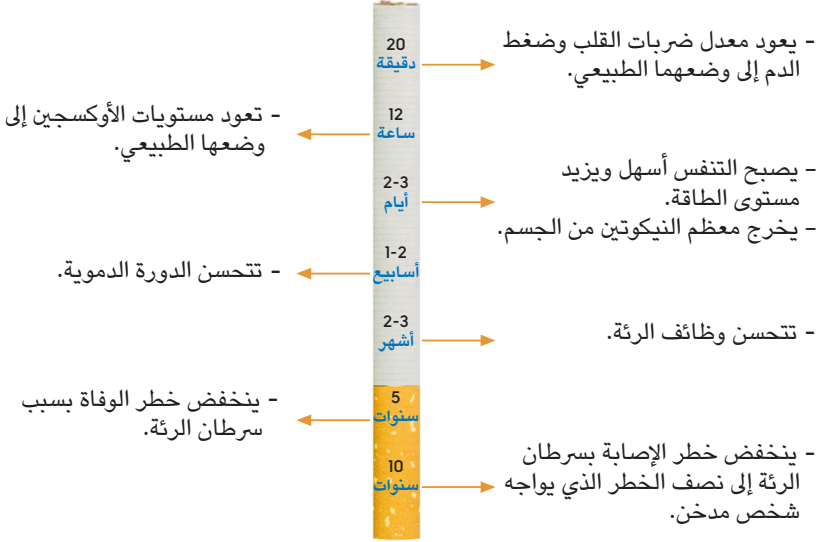 20
دقيقة
- يعود معدل ضربات القلب وضغط
الدم إلى وضعهما الطبيعي.
12
ساعة
- تعود مستويات الأوكسجين إلى
وضعها الطبيعي.
2-3
أيام
- يصبح التنفس أسهل ويزيد
مستوى الطاقة.
- يخرج معظم النيكوتين من الجسم.
1-2
أسابيع
- تتحسن الدورة الدموية.
2-3
أشهر
- تتحسن وظائف الرئة.
5
سنوات
- ينخفض خطر الوفاة بسبب
سرطان الرئة.
10
سنوات
- ينخفض خطر الإصابة بسرطان
الرئة إلى نصف الخطر الذي يواجه
شخص مدخن.